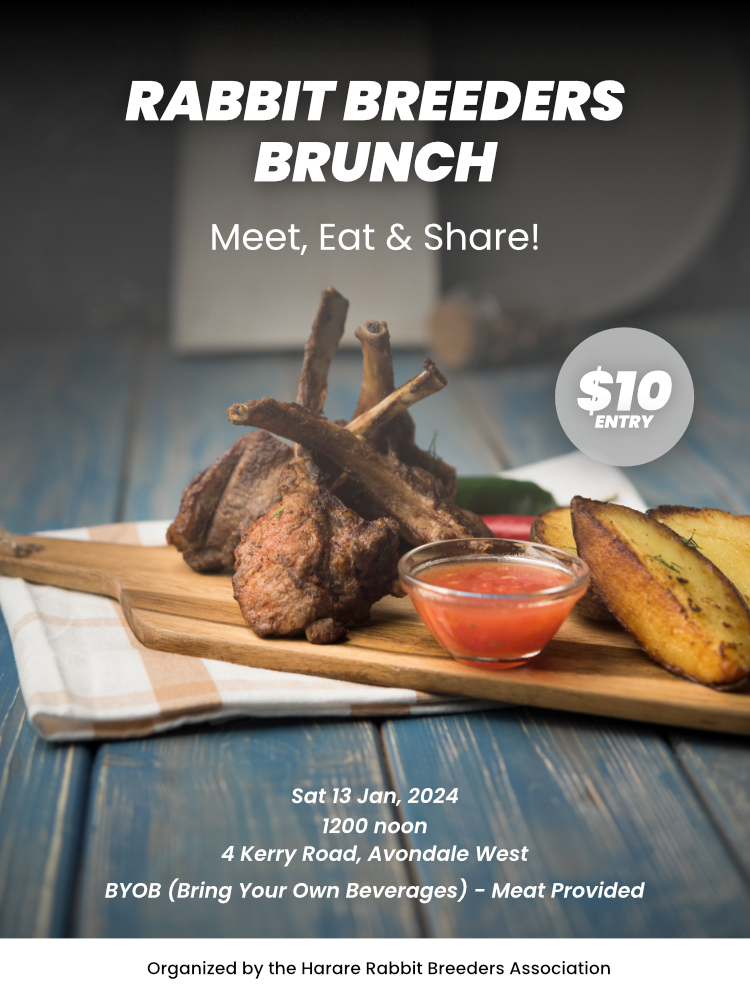 RABBIT BREEDERS
BRUNCH
Meet, Eat & Share!
$10
ENTRY
Sat 13 Jan, 2024
1200 noon
4 Kerry Road, Avondale West
BYOB (Bring Your Own Beverages) - Meat Provided
Organized by the Harare Rabbit Breeders Association